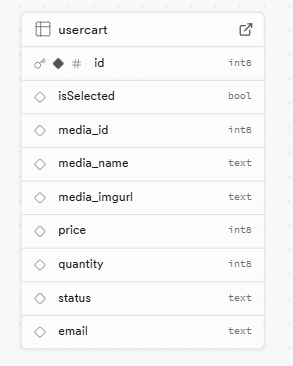 usercart
id int8
isSelected bool
media_id int8
media_name text
media_imgurl text
price int8
quantity int8
status text
email text